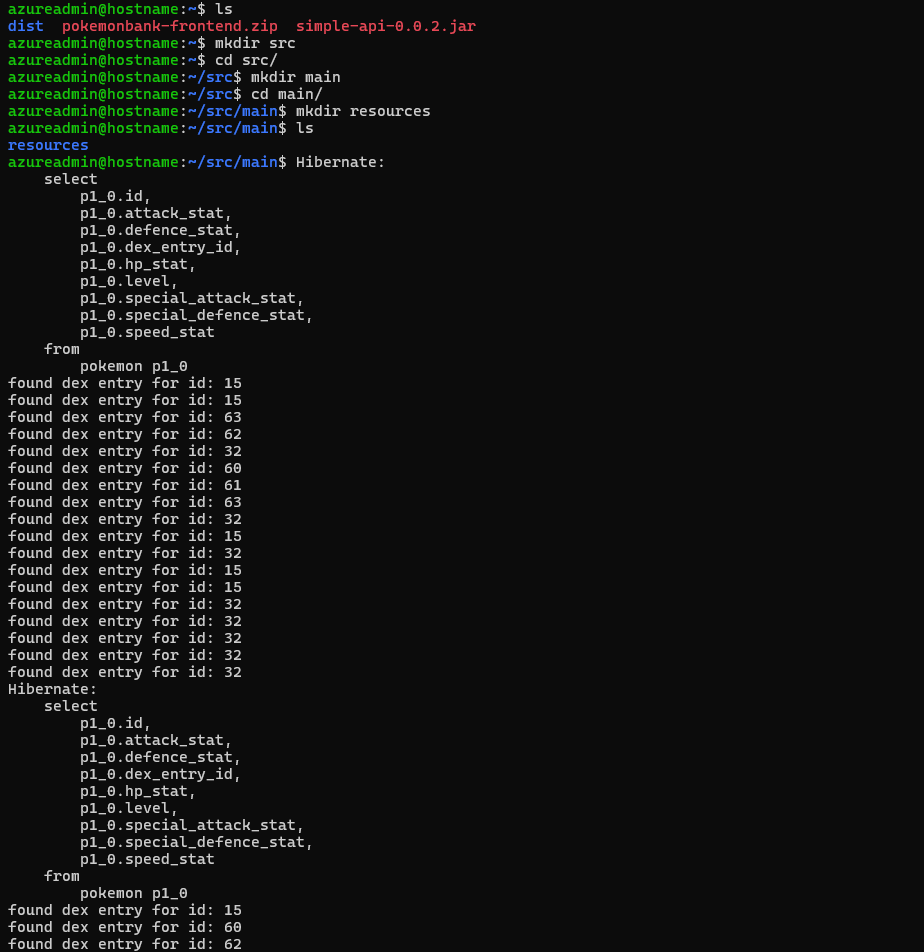 azureadmin@hostname:~$ ls
dist  pokemonbank-frontend.zip  simple-api-0.0.2.jar
azureadmin@hostname:~$ mkdir src
azureadmin@hostname:~$ cd src/
azureadmin@hostname:~/src$ mkdir main
azureadmin@hostname:~/src$ cd main/
azureadmin@hostname:~/src/main$ mkdir resources
azureadmin@hostname:~/src/main$ ls
resources
azureadmin@hostname:~/src/main$ Hibernate:
    select
        p1_0.id,
        p1_0.attack_stat,
        p1_0.defence_stat,
        p1_0.dex_entry_id,
        p1_0.hp_stat,
        p1_0.level,
        p1_0.special_attack_stat,
        p1_0.special_defence_stat,
        p1_0.speed_stat
    from
        pokemon p1_0
found dex entry for id: 15
found dex entry for id: 15
found dex entry for id: 63
found dex entry for id: 62
found dex entry for id: 32
found dex entry for id: 60
found dex entry for id: 61
found dex entry for id: 63
found dex entry for id: 32
found dex entry for id: 15
found dex entry for id: 32
found dex entry for id: 15
found dex entry for id: 15
found dex entry for id: 32
found dex entry for id: 32
found dex entry for id: 32
found dex entry for id: 32
found dex entry for id: 32
Hibernate:
    select
        p1_0.id,
        p1_0.attack_stat,
        p1_0.defence_stat,
        p1_0.dex_entry_id,
        p1_0.hp_stat,
        p1_0.level,
        p1_0.special_attack_stat,
        p1_0.special_defence_stat,
        p1_0.speed_stat
    from
        pokemon p1_0
found dex entry for id: 15
found dex entry for id: 60
found dex entry for id: 62